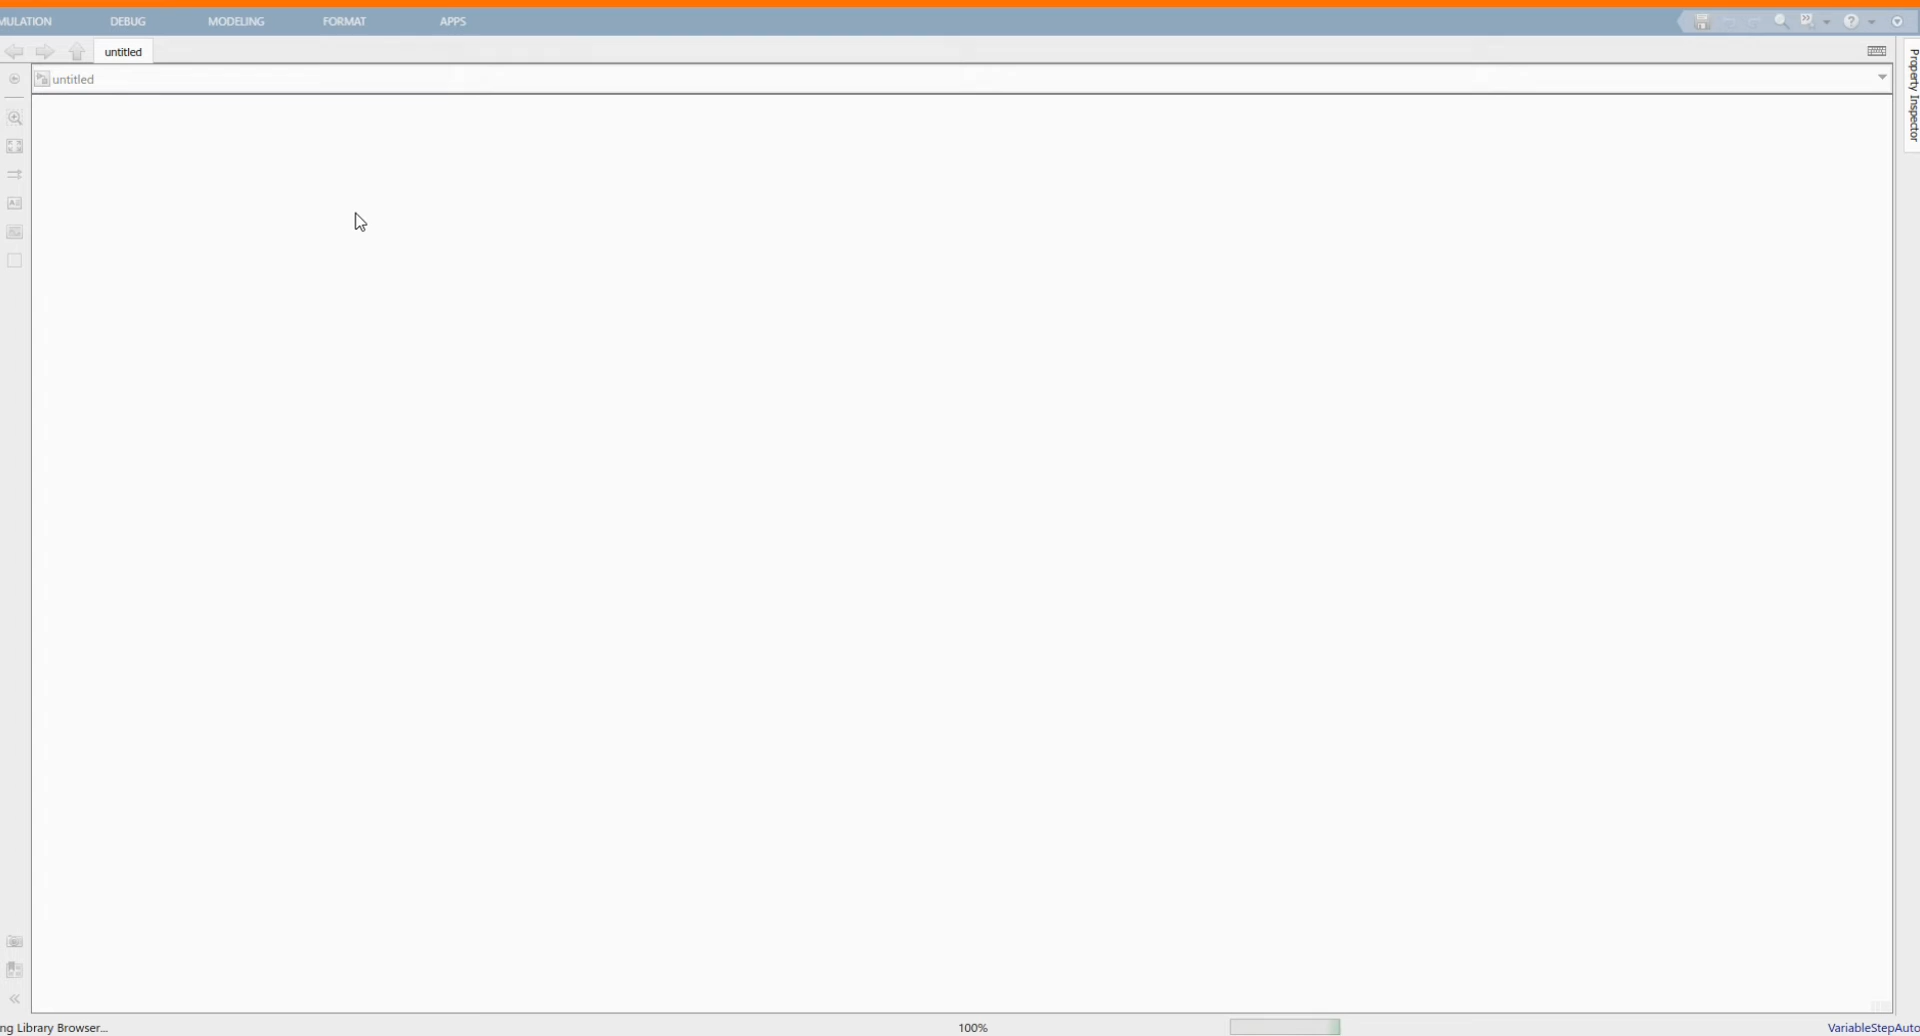 MULATION DEBUG MODELING FORMAT APPS
untitled
untitled
Property Inspector
ng Library Browser... 100% VariableStepAuto